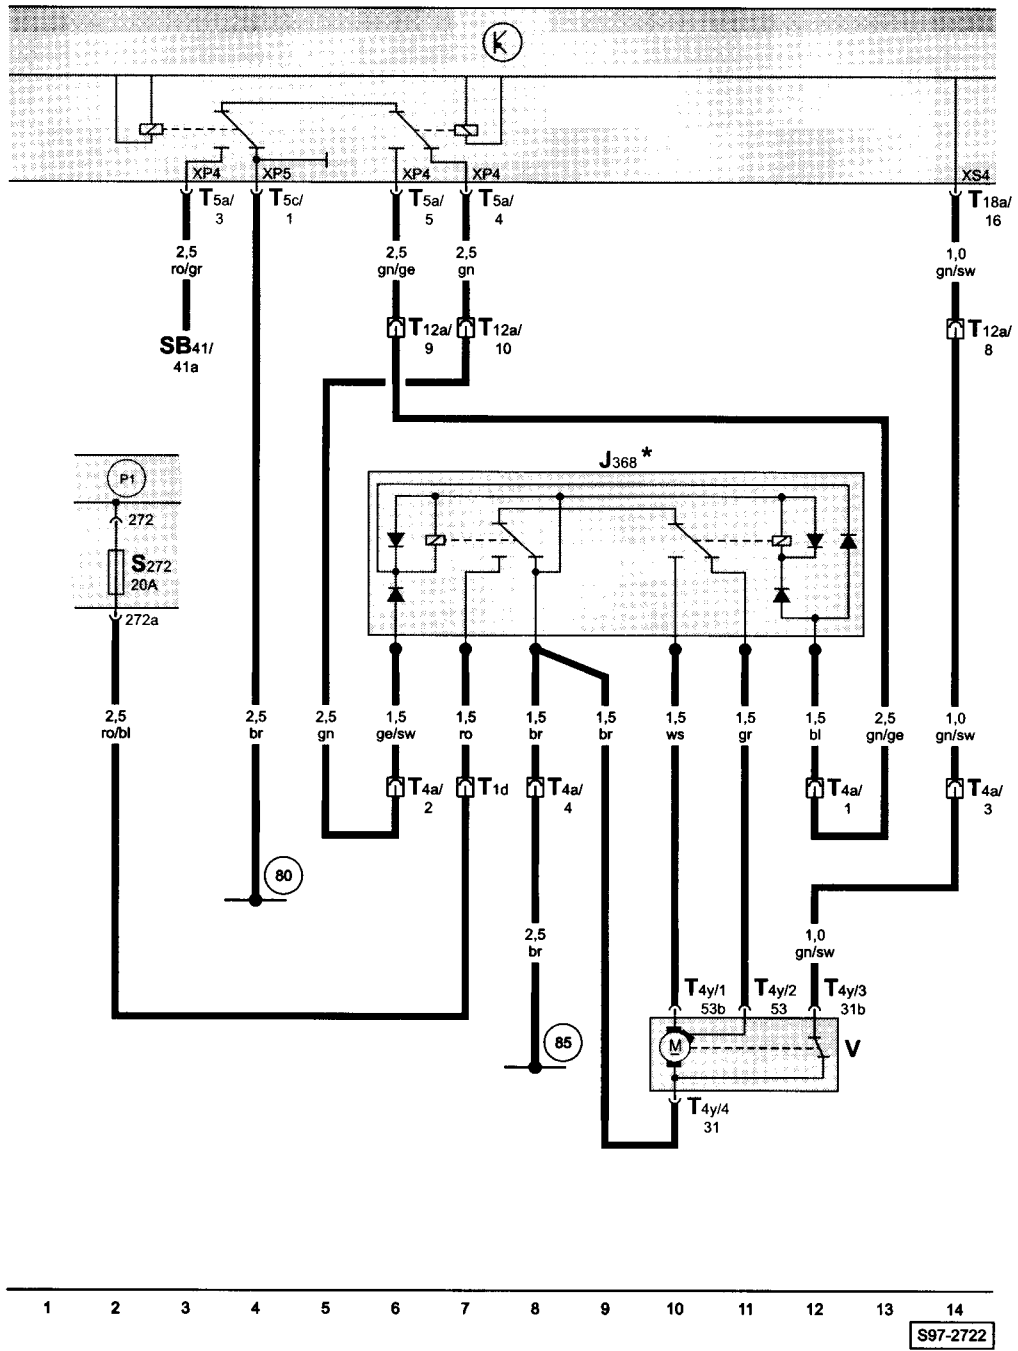 K
XP4 XP5 XP4 XP4 XS4
T5a/ 3
T5c/ 1
T5a/ 5
T5a/ 4
T18a/ 16
2,5 ro/gr
2,5 gn/ge
2,5 gn
1,0 gn/sw
SB41/ 41a
T12a/ 9
T12a/ 10
T12a/ 8
J368*
P1
272
S272
20A
272a
2,5 ro/bl
2,5 br
2,5 gn
1,5 ge/sw
1,5 ro
1,5 br
1,5 br
1,5 ws
1,5 gr
1,5 bl
2,5 gn/ge
1,0 gn/sw
T4a/ 2
T1d
T4a/ 4
T4a/ 1
T4a/ 3
80
2,5 br
1,0 gn/sw
T4y/1 53b
T4y/2 53
T4y/3 31b
85
M
V
T4y/4 31
1 2 3 4 5 6 7 8 9 10 11 12 13 14
S97-2722